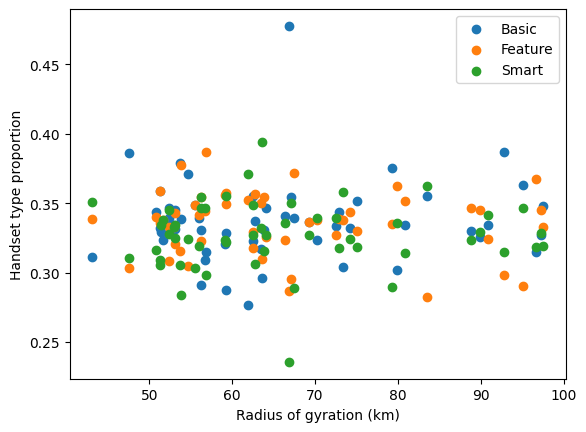 Basic
Feature
Smart
0.45
0.40
0.35
0.30
0.25
Handset type proportion
50 60 70 80 90 100
Radius of gyration (km)